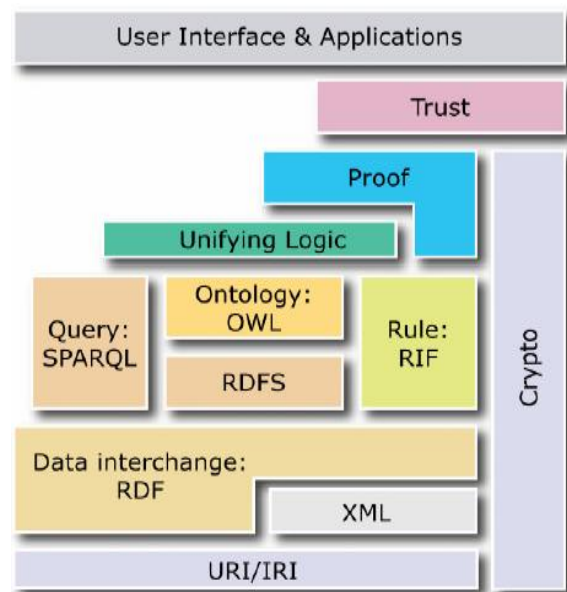 User Interface & Applications
Trust
Proof
Unifying Logic
Ontology:
OWL
Query:
SPARQL
Rule:
RIF
RDFS
Crypto
Data interchange:
RDF
XML
URI/IRI